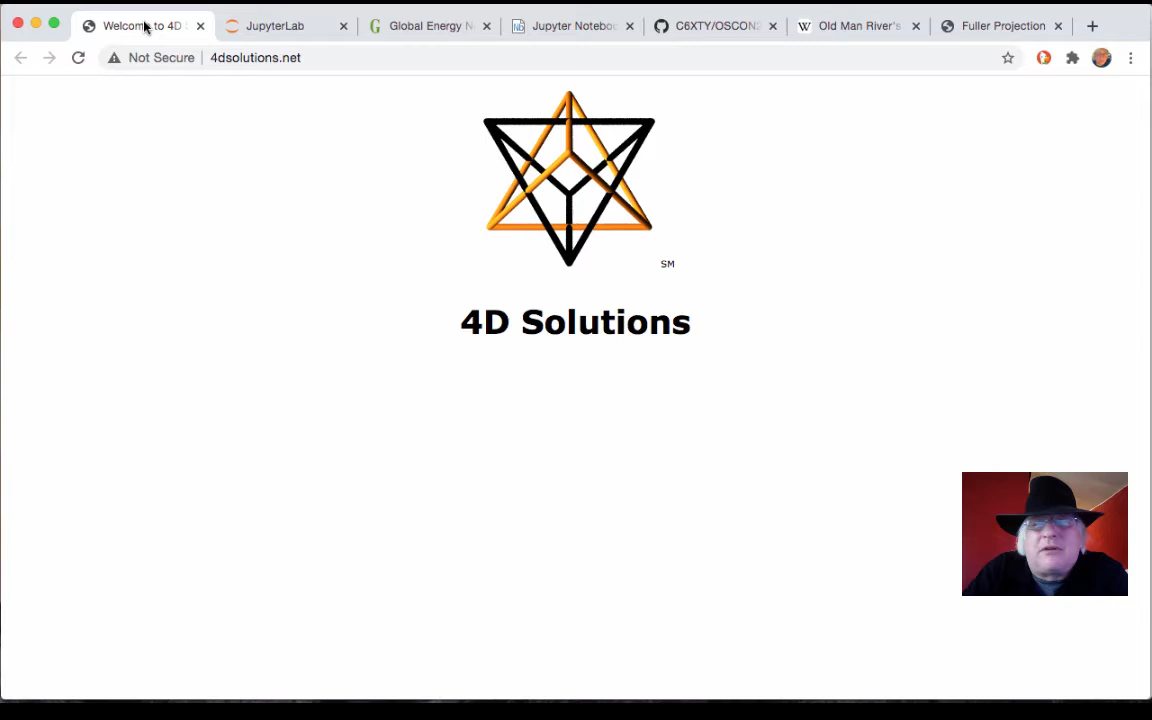 Welcome to 4D
JupyterLab
Global Energy N
Jupyter Noteboo
C6XTY/OSCON
Old Man River's
Fuller Projection
Not Secure
4dsolutions.net
SM
4D Solutions